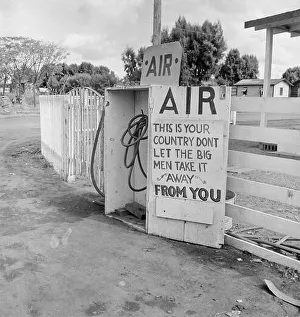 AIR
AIR
THIS IS YOUR
COUNTRY DONT
LET THE BIG
MEN TAKE IT
AWAY
FROM YOU